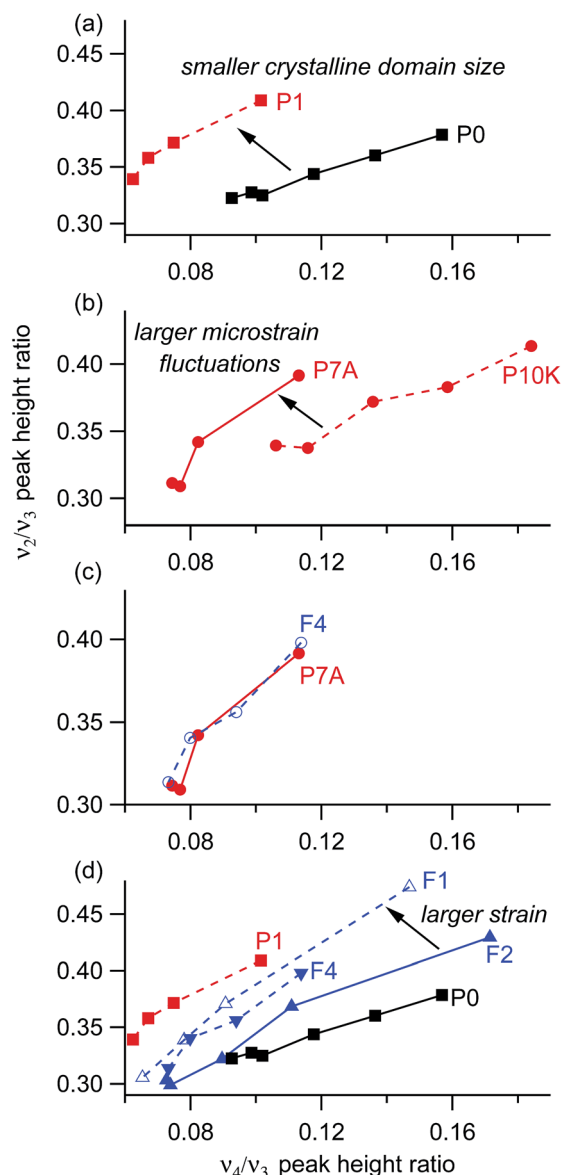 (a)
0.45
smaller crystalline domain size
P1
0.40
P0
0.35
0.30
0.08 0.12 0.16
(b)
larger microstrain
fluctuations
0.40
P7A
P10K
0.35
0.30
0.08 0.12 0.16
ν2/ν3 peak height ratio
(c)
F4
0.40
P7A
0.35
0.30
0.08 0.12 0.16
(d)
F1
0.45
larger strain
P1
F2
0.40
F4
P0
0.35
0.30
0.08 0.12 0.16
ν4/ν3 peak height ratio